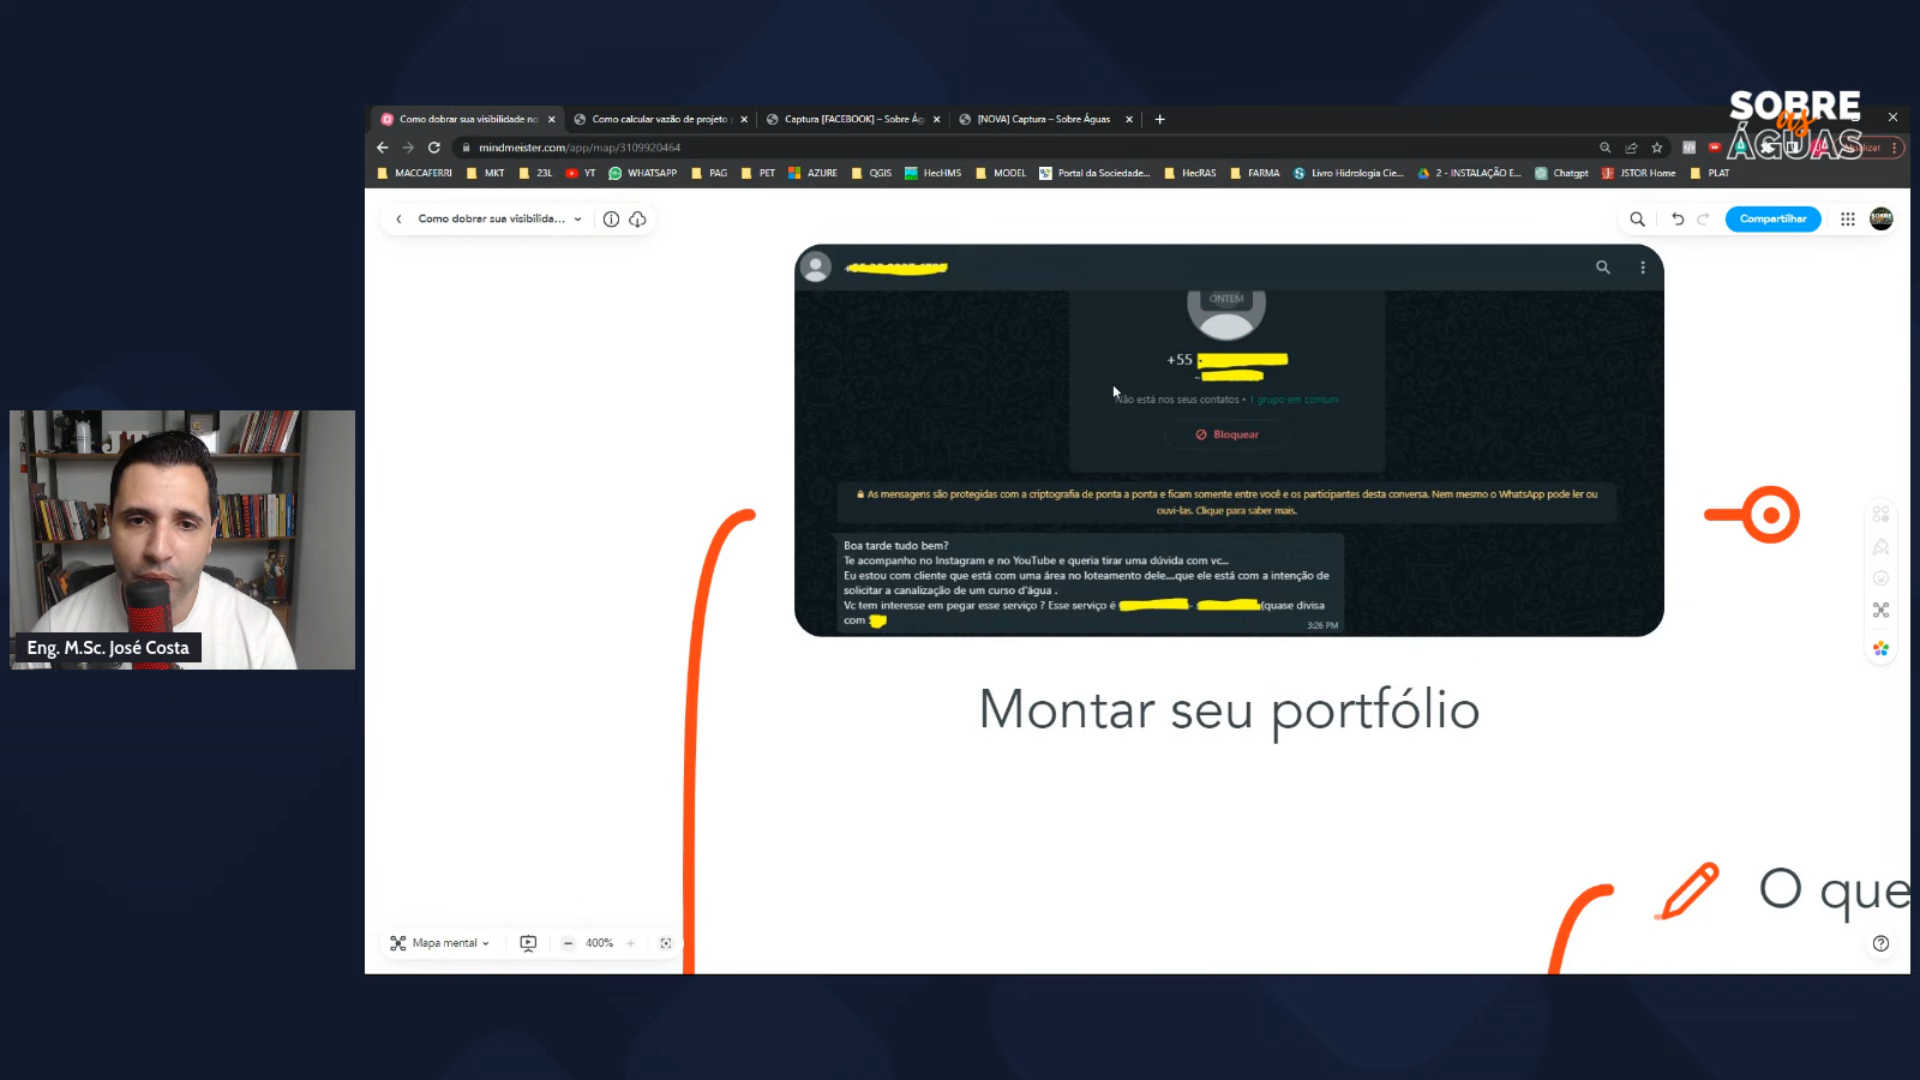 SOBRE
as
ÁGUAS
Como dobrar sua visibilidade no
Como calcular vazão de projeto
Captura [FACEBOOK] – Sobre Ág
[NOVA] Captura – Sobre Águas
mindmeister.com/app/map/3109920464
MACCAFERRI MKT 23L YT WHATSAPP PAG PET AZURE QGIS HecHMS MODEL Portal da Sociedade... HecRAS FARMA Livro Hidrologia Cie... 2 - INSTALAÇÃO E... Chatgpt JSTOR Home PLAT
Como dobrar sua visibilida...
Compartilhar
ONTEM
+55
~
Não está nos seus contatos • 1 grupo em comum
Bloquear
As mensagens são protegidas com a criptografia de ponta a ponta e ficam somente entre você e os participantes desta conversa. Nem mesmo o WhatsApp pode ler ou
ouvi-las. Clique para saber mais.
Boa tarde tudo bem?
Te acompanho no Instagram e no YouTube e queria tirar uma dúvida com vc...
Eu estou com cliente que está com uma área no loteamento dele....que ele está com a intenção de
solicitar a canalização de um curso d'água .
Vc tem interesse em pegar esse serviço ? Esse serviço é - (quase divisa
com
3:26 PM
Eng. M.Sc. José Costa
Montar seu portfólio
O que
Mapa mental
400%